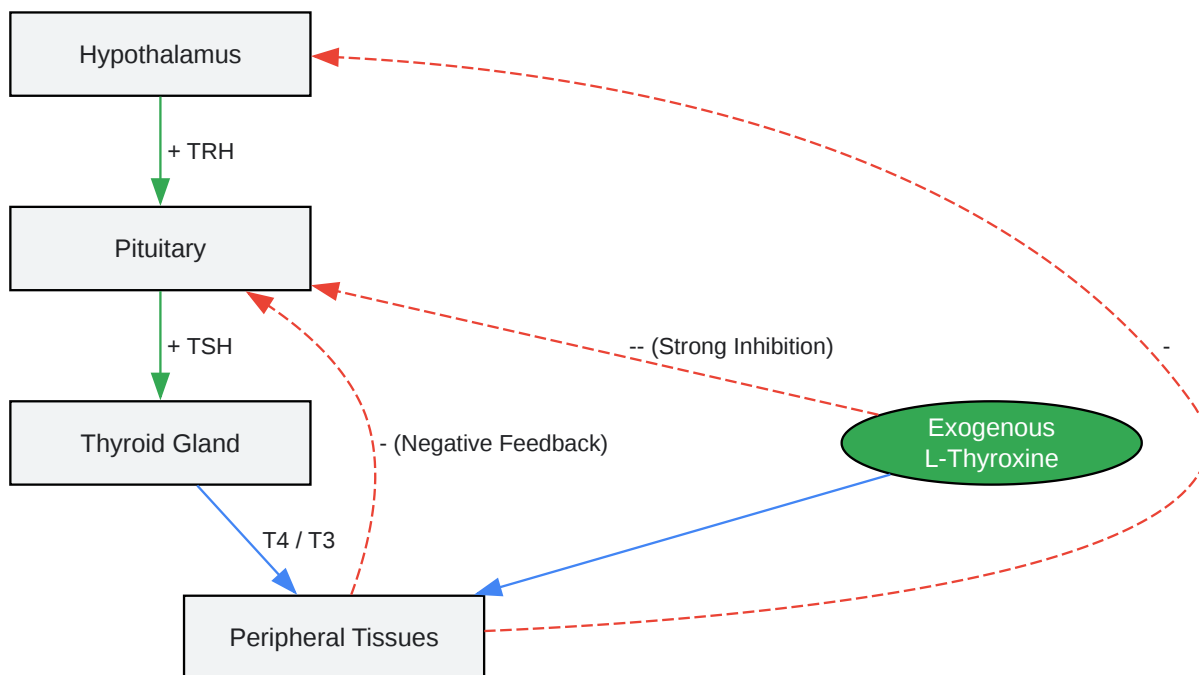 Hypothalamus
+ TRH
Pituitary
+ TSH
-- (Strong Inhibition)
-
Thyroid Gland
- (Negative Feedback)
Exogenous
L-Thyroxine
T4 / T3
Peripheral Tissues